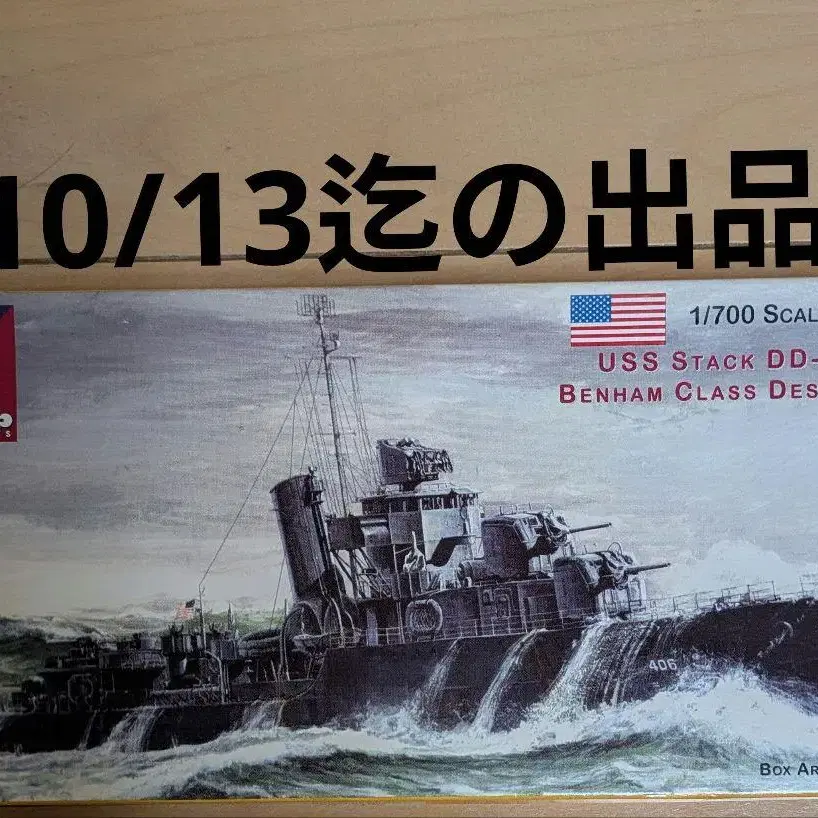 10/13迄の出品
1/700 SCAL
USS STACK DD-
BENHAM CLASS DES
406
BOX AR